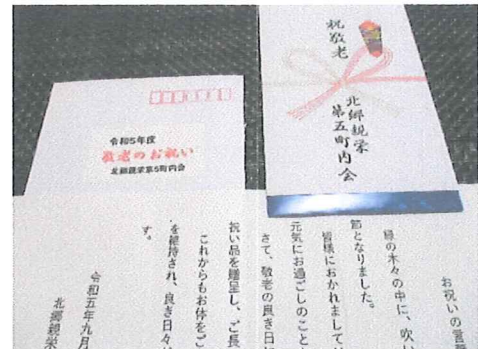 祝敬老
北郷親栄
第五町内会
令和5年度
敬老のお祝い
北郷親栄第5町内会
お祝いの言
緑の木々の中に、吹い
節となりました。
皆様におかれまして
元気にお過ごしのこと
さて、敬老の良き日
祝い品を贈呈し、ご長
これからもお体をご
を維持され、良き日々
す。
令和五年九月
北郷親栄